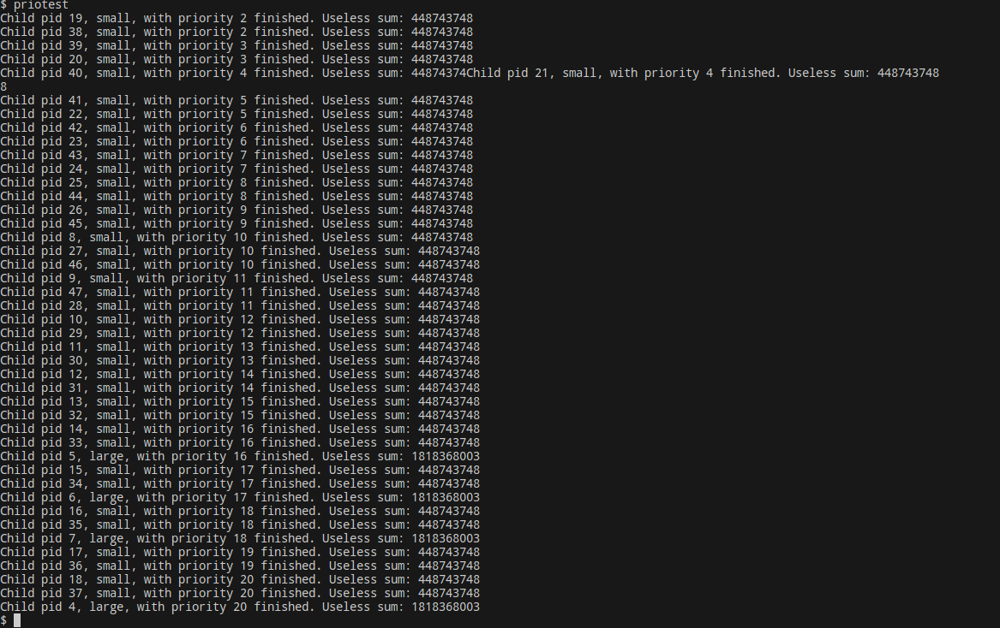 $ priotest
Child pid 19, small, with priority 2 finished. Useless sum: 448743748
Child pid 38, small, with priority 2 finished. Useless sum: 448743748
Child pid 39, small, with priority 3 finished. Useless sum: 448743748
Child pid 20, small, with priority 3 finished. Useless sum: 448743748
Child pid 40, small, with priority 4 finished. Useless sum: 44874374Child pid 21, small, with priority 4 finished. Useless sum: 448743748
8
Child pid 41, small, with priority 5 finished. Useless sum: 448743748
Child pid 22, small, with priority 5 finished. Useless sum: 448743748
Child pid 42, small, with priority 6 finished. Useless sum: 448743748
Child pid 23, small, with priority 6 finished. Useless sum: 448743748
Child pid 43, small, with priority 7 finished. Useless sum: 448743748
Child pid 24, small, with priority 7 finished. Useless sum: 448743748
Child pid 25, small, with priority 8 finished. Useless sum: 448743748
Child pid 44, small, with priority 8 finished. Useless sum: 448743748
Child pid 26, small, with priority 9 finished. Useless sum: 448743748
Child pid 45, small, with priority 9 finished. Useless sum: 448743748
Child pid 8, small, with priority 10 finished. Useless sum: 448743748
Child pid 27, small, with priority 10 finished. Useless sum: 448743748
Child pid 46, small, with priority 10 finished. Useless sum: 448743748
Child pid 9, small, with priority 11 finished. Useless sum: 448743748
Child pid 47, small, with priority 11 finished. Useless sum: 448743748
Child pid 28, small, with priority 11 finished. Useless sum: 448743748
Child pid 10, small, with priority 12 finished. Useless sum: 448743748
Child pid 29, small, with priority 12 finished. Useless sum: 448743748
Child pid 11, small, with priority 13 finished. Useless sum: 448743748
Child pid 30, small, with priority 13 finished. Useless sum: 448743748
Child pid 12, small, with priority 14 finished. Useless sum: 448743748
Child pid 31, small, with priority 14 finished. Useless sum: 448743748
Child pid 13, small, with priority 15 finished. Useless sum: 448743748
Child pid 32, small, with priority 15 finished. Useless sum: 448743748
Child pid 14, small, with priority 16 finished. Useless sum: 448743748
Child pid 33, small, with priority 16 finished. Useless sum: 448743748
Child pid 5, large, with priority 16 finished. Useless sum: 1818368003
Child pid 15, small, with priority 17 finished. Useless sum: 448743748
Child pid 34, small, with priority 17 finished. Useless sum: 448743748
Child pid 6, large, with priority 17 finished. Useless sum: 1818368003
Child pid 16, small, with priority 18 finished. Useless sum: 448743748
Child pid 35, small, with priority 18 finished. Useless sum: 448743748
Child pid 7, large, with priority 18 finished. Useless sum: 1818368003
Child pid 17, small, with priority 19 finished. Useless sum: 448743748
Child pid 36, small, with priority 19 finished. Useless sum: 448743748
Child pid 18, small, with priority 20 finished. Useless sum: 448743748
Child pid 37, small, with priority 20 finished. Useless sum: 448743748
Child pid 4, large, with priority 20 finished. Useless sum: 1818368003
$